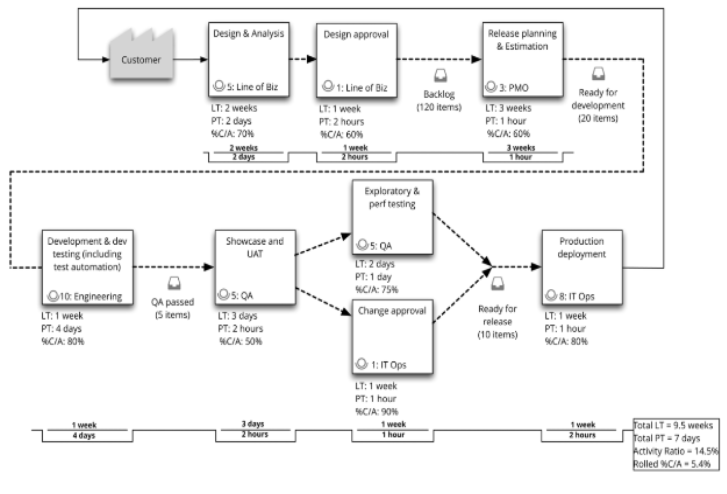 Customer
Design & Analysis
5: Line of Biz
LT: 2 weeks
PT: 2 days
%C/A: 70%
Design approval
1: Line of Biz
LT: 1 week
PT: 2 hours
%C/A: 60%
Backlog
(120 items)
Release planning
& Estimation
3: PMO
LT: 3 weeks
PT: 1 hour
%C/A: 60%
Ready for
development
(20 items)
2 weeks
2 days
1 week
2 hours
3 weeks
1 hour
Development & dev
testing (including
test automation)
10: Engineering
LT: 1 week
PT: 4 days
%C/A: 80%
QA passed
(5 items)
Showcase and
UAT
5: QA
LT: 3 days
PT: 2 hours
%C/A: 50%
Exploratory &
perf testing
5: QA
LT: 2 days
PT: 1 day
%C/A: 75%
Change approval
1: IT Ops
LT: 1 week
PT: 1 hour
%C/A: 90%
Ready for
release
(10 items)
Production
deployment
8: IT Ops
LT: 1 week
PT: 1 hour
%C/A: 80%
1 week
4 days
3 days
2 hours
1 week
1 hour
1 week
2 hours
Total LT = 9.5 weeks
Total PT = 7 days
Activity Ratio = 14.5%
Rolled %C/A = 5.4%